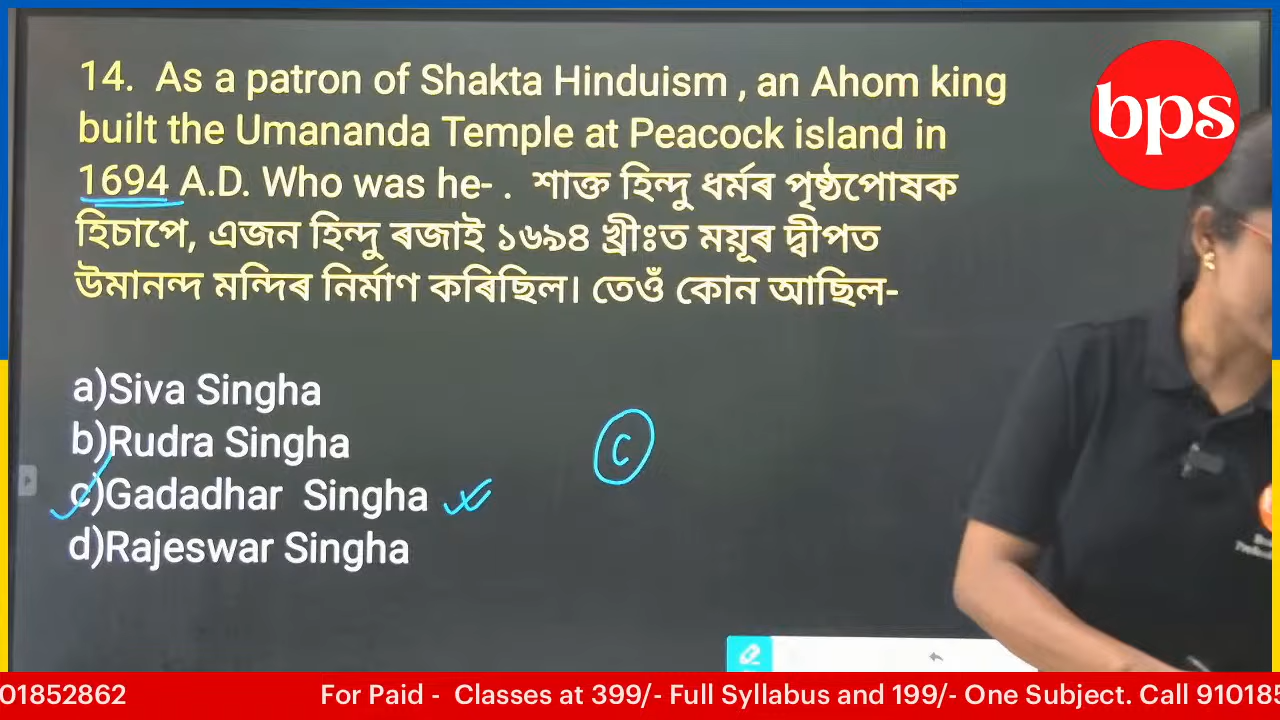 14. As a patron of Shakta Hinduism , an Ahom king
built the Umananda Temple at Peacock island in
1694 A.D. Who was he- . শাক্ত হিন্দু ধৰ্মৰ পৃষ্ঠপোষক
হিচাপে, এজন হিন্দু ৰজাই ১৬৯৪ খ্ৰীঃত ময়ূৰ দ্বীপত
উমানন্দ মন্দিৰ নিৰ্মাণ কৰিছিল। তেওঁ কোন আছিল-
a)Siva Singha
b)Rudra Singha
c)Gadadhar Singha
d)Rajeswar Singha
C
bps
01852862 For Paid - Classes at 399/- Full Syllabus and 199/- One Subject. Call 910185